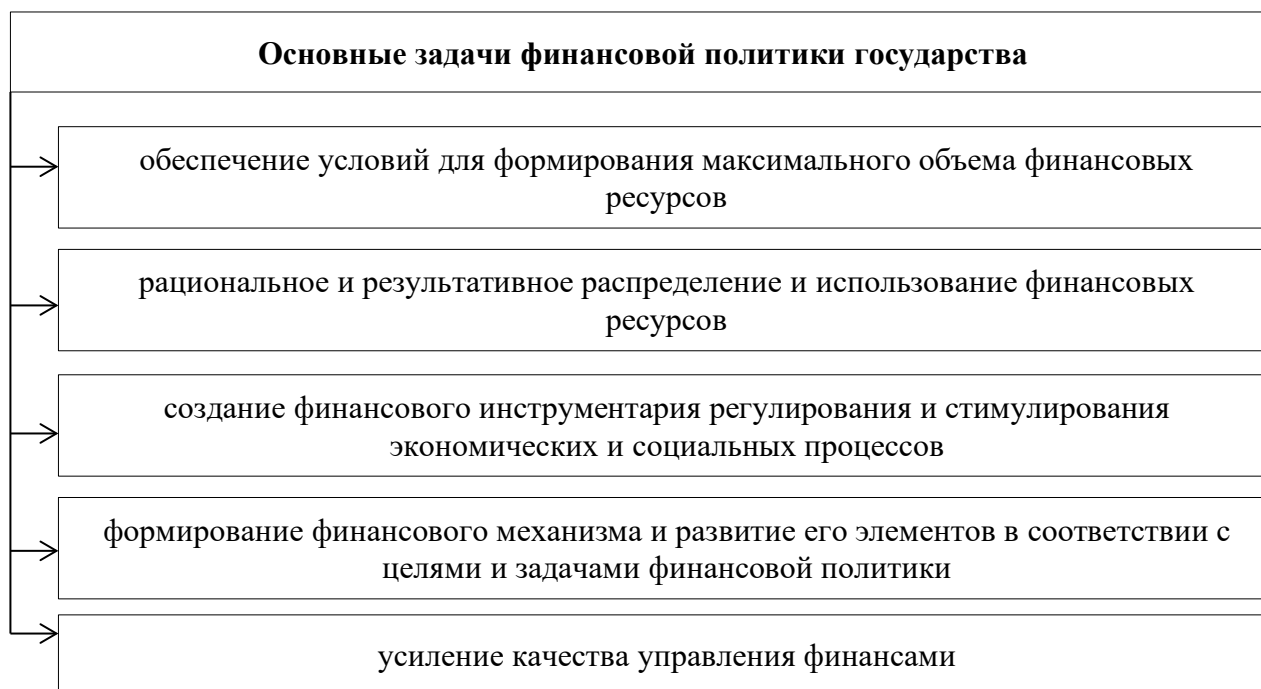 Основные задачи финансовой политики государства
обеспечение условий для формирования максимального объема финансовых
ресурсов
рациональное и результативное распределение и использование финансовых
ресурсов
создание финансового инструментария регулирования и стимулирования
экономических и социальных процессов
формирование финансового механизма и развитие его элементов в соответствии с
целями и задачами финансовой политики
усиление качества управления финансами